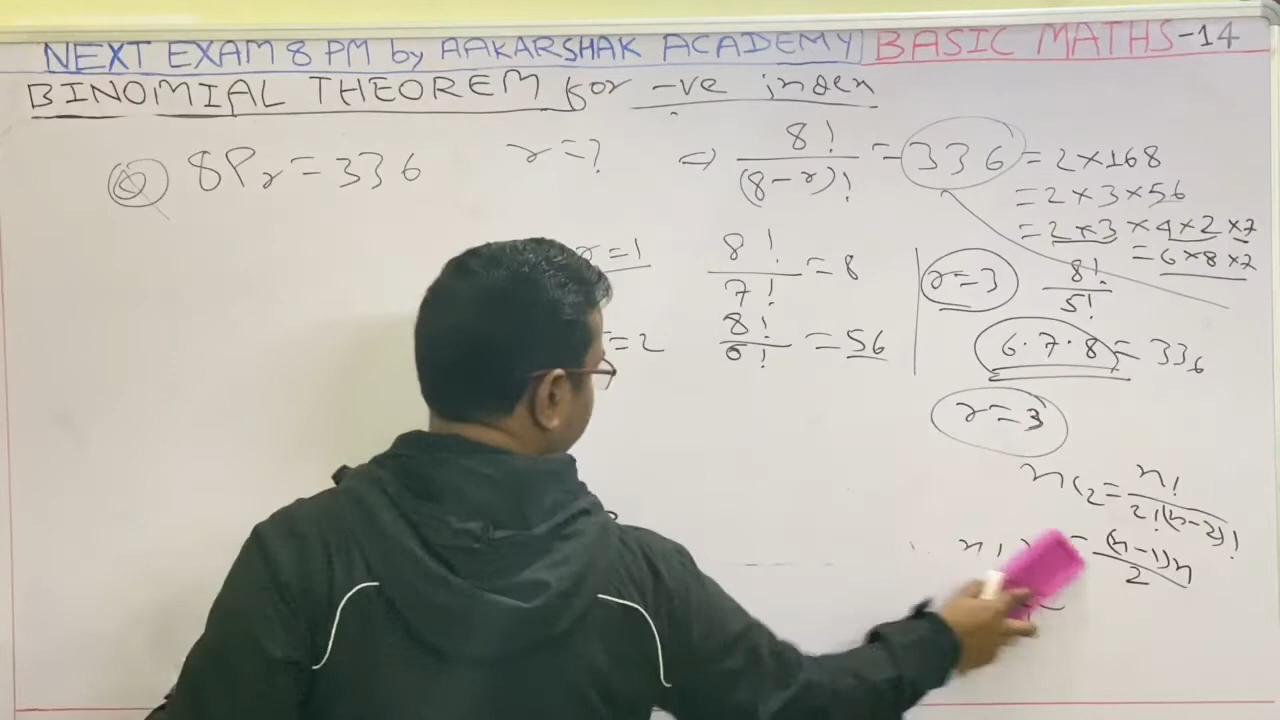 NEXT EXAM 8 PM by AAKARSHAK ACADEMY BASIC MATHS-14
BINOMIAL THEOREM for -ve index
Q 8Pr = 336 r = ? ⇒ 8! / (8-r)! = 336 = 2×168
= 2×3×56
= 2×3 ×4×2 ×7
= 6×8×7
r=1 8! / 7! = 8
=2 8! / 6! = 56
r=3 8! / 5!
6·7·8 = 336
r=3
nC2 = n! / 2!(n-2)!
= (n-1)n / 2